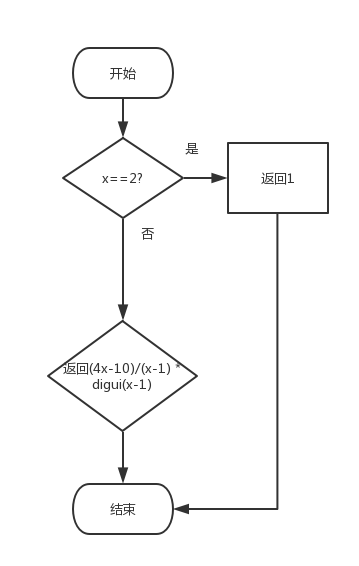 开始
x==2?
是
返回1
否
返回(4x-10)/(x-1) *
digui(x-1)
结束